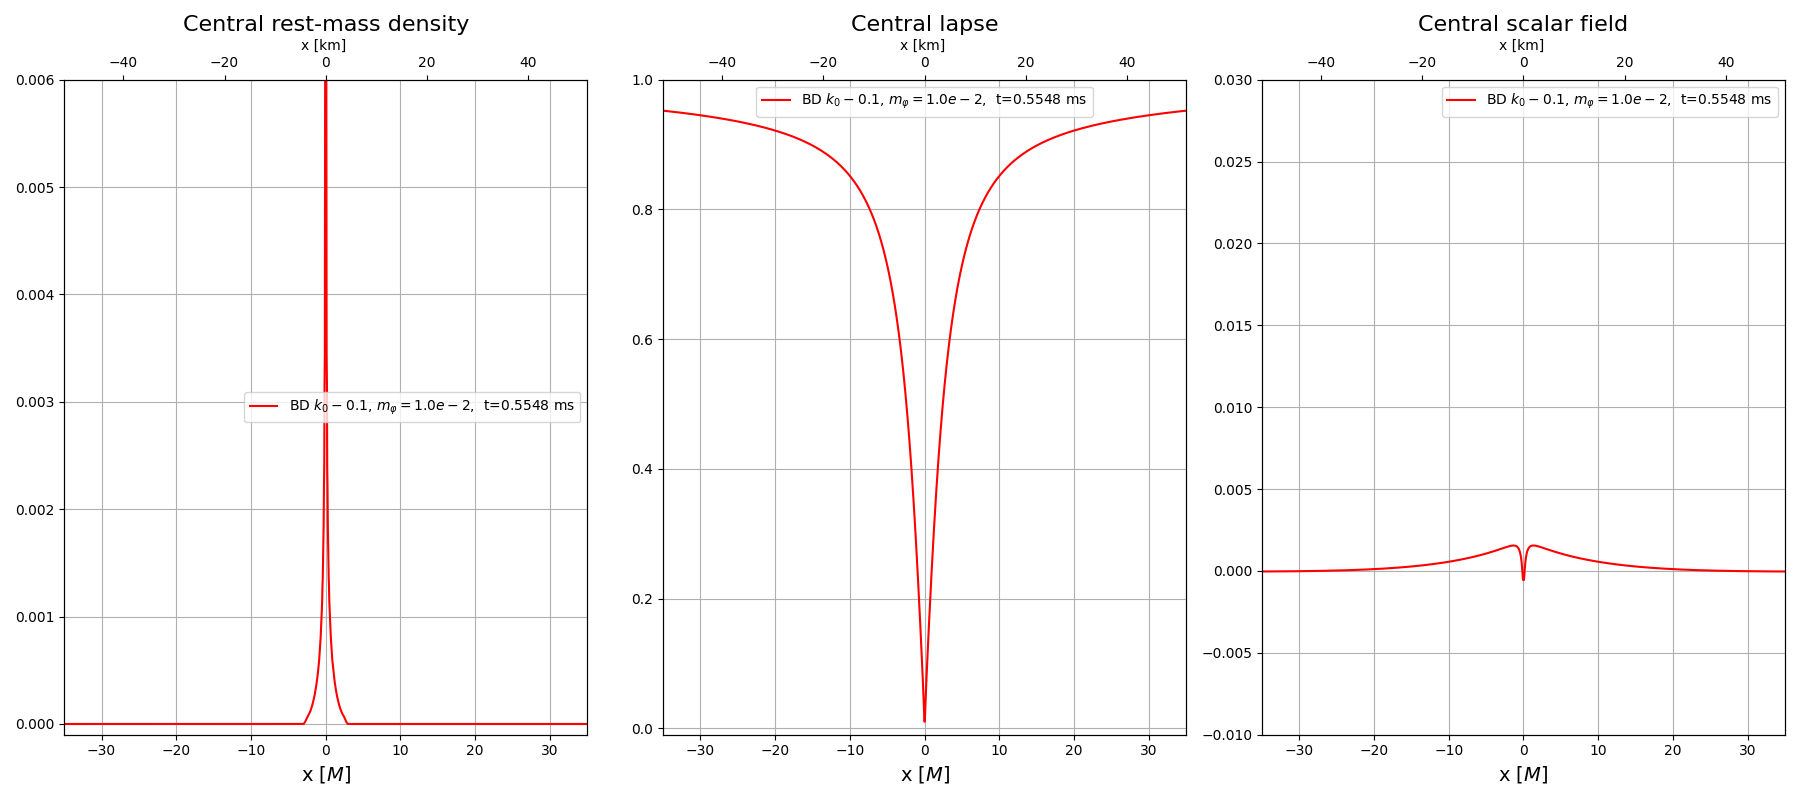 Central rest-mass density
x [km]
−40 −20 0 20 40
0.006
0.005
0.004
0.003
0.002
0.001
0.000
BD k₀ − 0.1, mᵩ = 1.0e − 2, t=0.5548 ms
−30 −20 −10 0 10 20 30
x [M]
Central lapse
x [km]
−40 −20 0 20 40
1.0
0.8
0.6
0.4
0.2
0.0
BD k₀ − 0.1, mᵩ = 1.0e − 2, t=0.5548 ms
−30 −20 −10 0 10 20 30
x [M]
Central scalar field
x [km]
−40 −20 0 20 40
0.030
0.025
0.020
0.015
0.010
0.005
0.000
−0.005
−0.010
BD k₀ − 0.1, mᵩ = 1.0e − 2, t=0.5548 ms
−30 −20 −10 0 10 20 30
x [M]